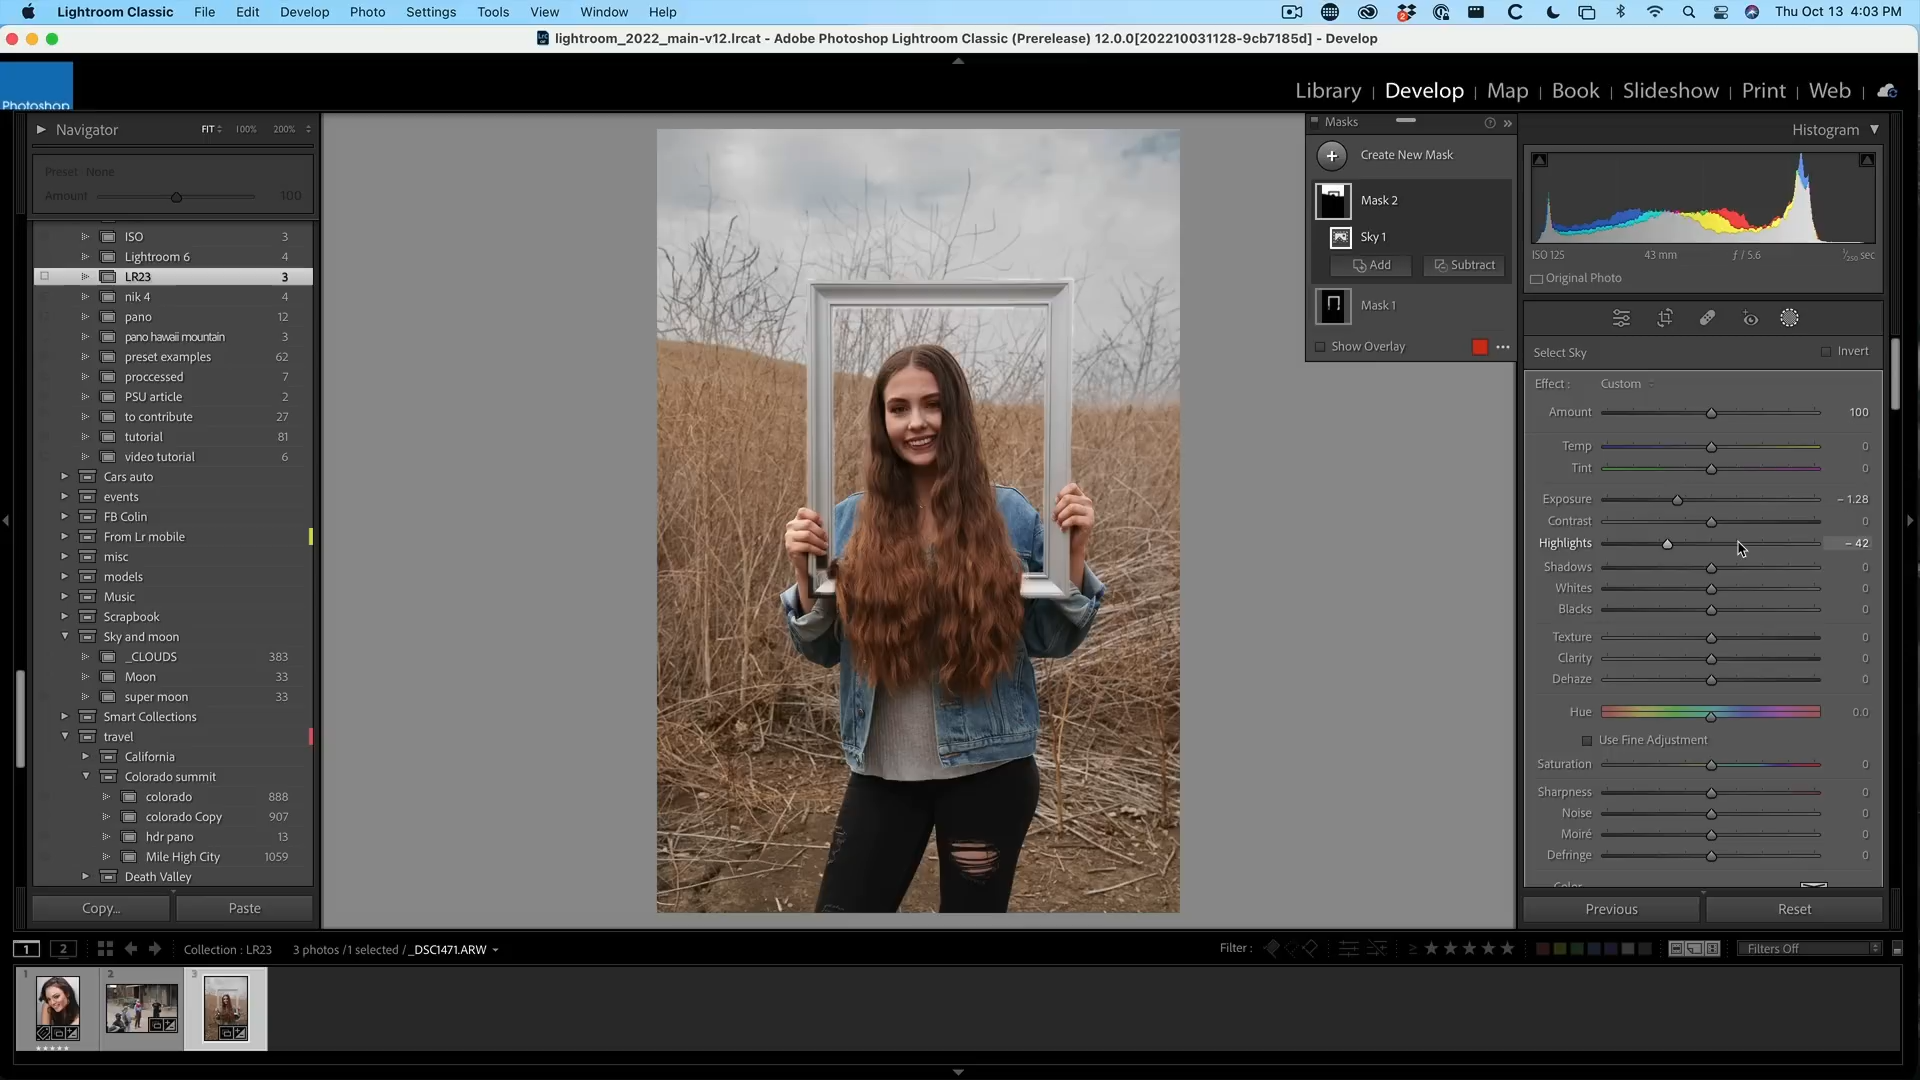 Lightroom Classic File Edit Develop Photo Settings Tools View Window Help Thu Oct 13 4:03 PM
lightroom_2022_main-v12.lrcat - Adobe Photoshop Lightroom Classic (Prerelease) 12.0.0[202210031128-9cb7185d] - Develop
Photoshop
Library | Develop | Map | Book | Slideshow | Print | Web |
Navigator FIT 100% 200%
Preset None
Amount 100
ISO 3
Lightroom 6 4
LR23 3
nik 4 4
pano 12
pano hawaii mountain 3
preset examples 62
proccessed 7
PSU article 2
to contribute 27
tutorial 81
video tutorial 6
Cars auto
events
FB Colin
From Lr mobile
misc
models
Music
Scrapbook
Sky and moon
_CLOUDS 383
Moon 33
super moon 33
Smart Collections
travel
California
Colorado summit
colorado 888
colorado Copy 907
hdr pano 13
Mile High City 1059
Death Valley
Copy... Paste
Masks
Create New Mask
Mask 2
Sky 1
Add Subtract
Mask 1
Show Overlay
Histogram
ISO 125 43 mm ƒ / 5.6 1/250 sec
Original Photo
Select Sky Invert
Effect : Custom
Amount 100
Temp 0
Tint 0
Exposure – 1.28
Contrast 0
Highlights – 42
Shadows 0
Whites 0
Blacks 0
Texture 0
Clarity 0
Dehaze 0
Hue 0.0
Use Fine Adjustment
Saturation 0
Sharpness 0
Noise 0
Moiré 0
Defringe 0
Color
Previous Reset
1 2 Collection : LR23 3 photos /1 selected /_DSC1471.ARW Filter : ≥ ★★★★★ Filters Off
1 2 3